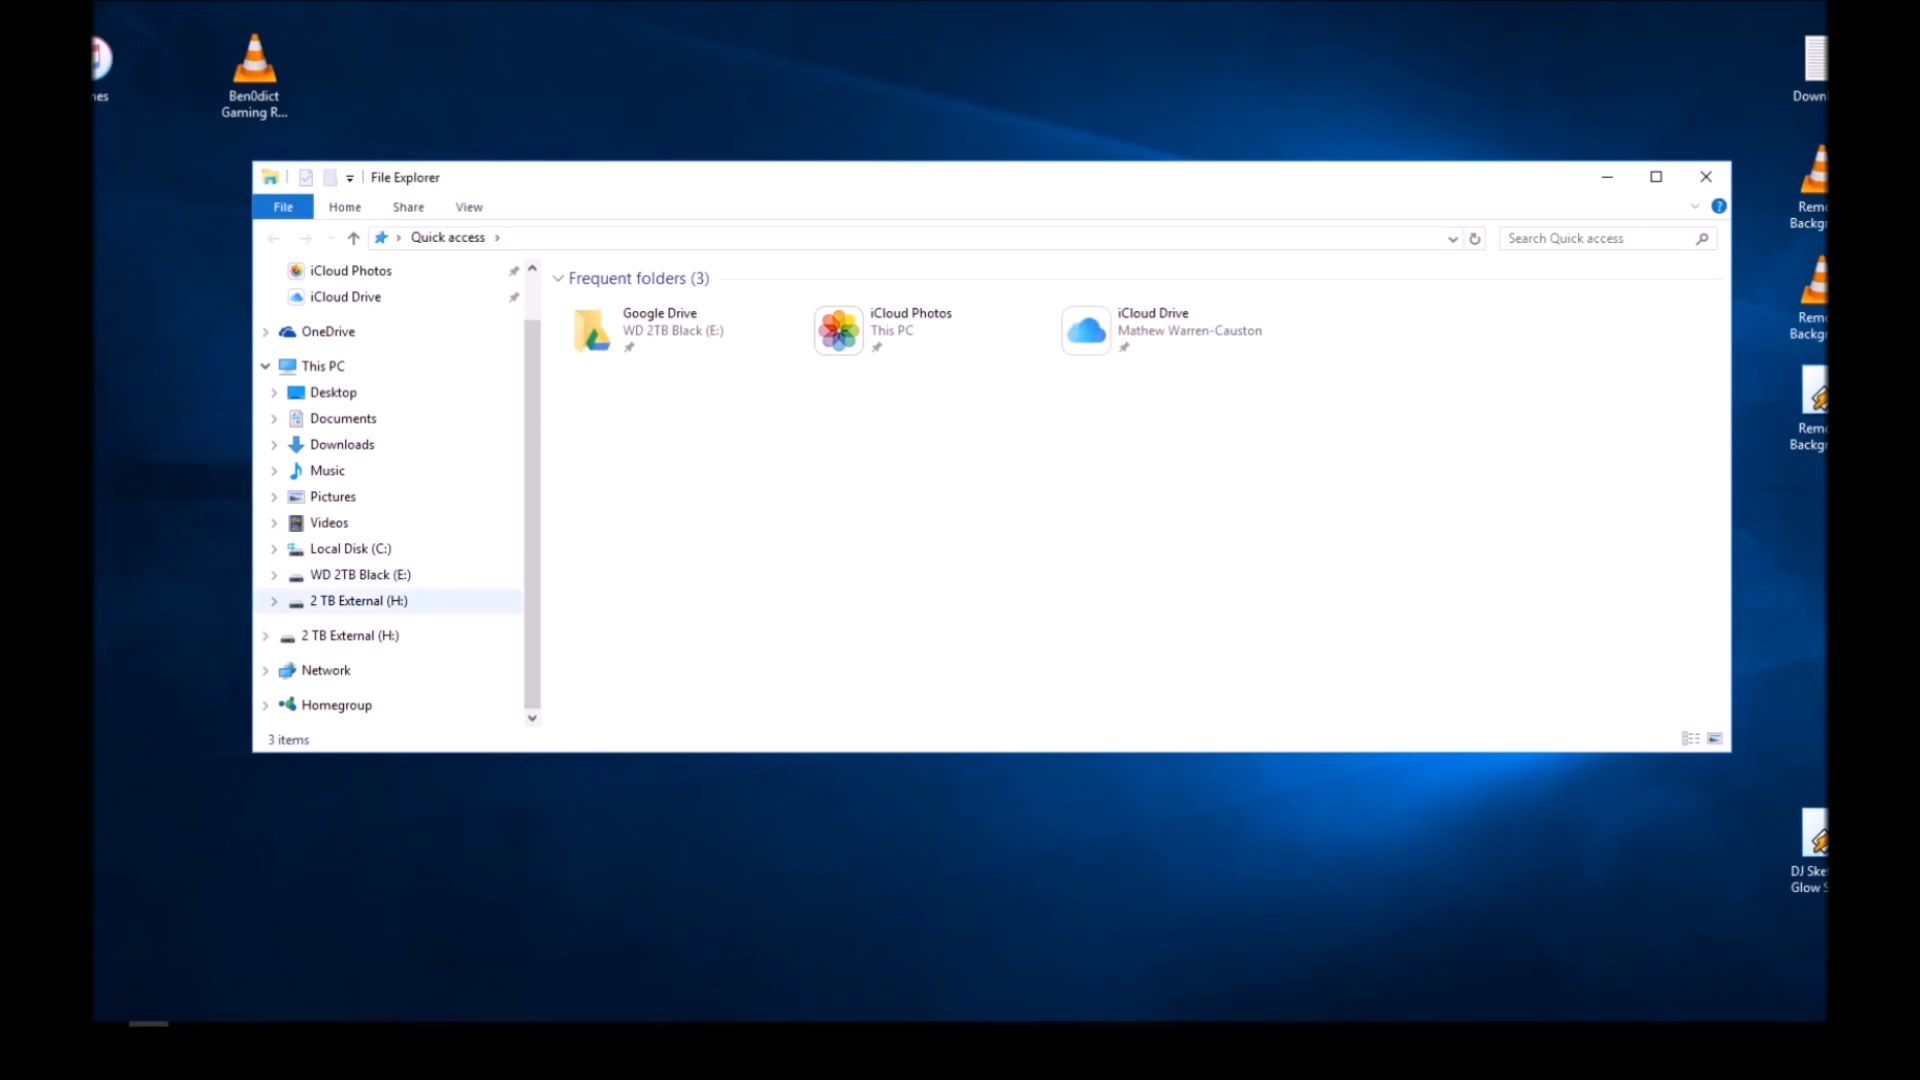 nes
Ben0dict
Gaming R...
Down
Remo
Backgr
Remo
Backgr
Remo
Backgr
DJ Ske
Glow S
File Explorer
File
Home
Share
View
Quick access
Search Quick access
iCloud Photos
iCloud Drive
OneDrive
This PC
Desktop
Documents
Downloads
Music
Pictures
Videos
Local Disk (C:)
WD 2TB Black (E:)
2 TB External (H:)
2 TB External (H:)
Network
Homegroup
Frequent folders (3)
Google Drive
WD 2TB Black (E:)
iCloud Photos
This PC
iCloud Drive
Mathew Warren-Causton
3 items